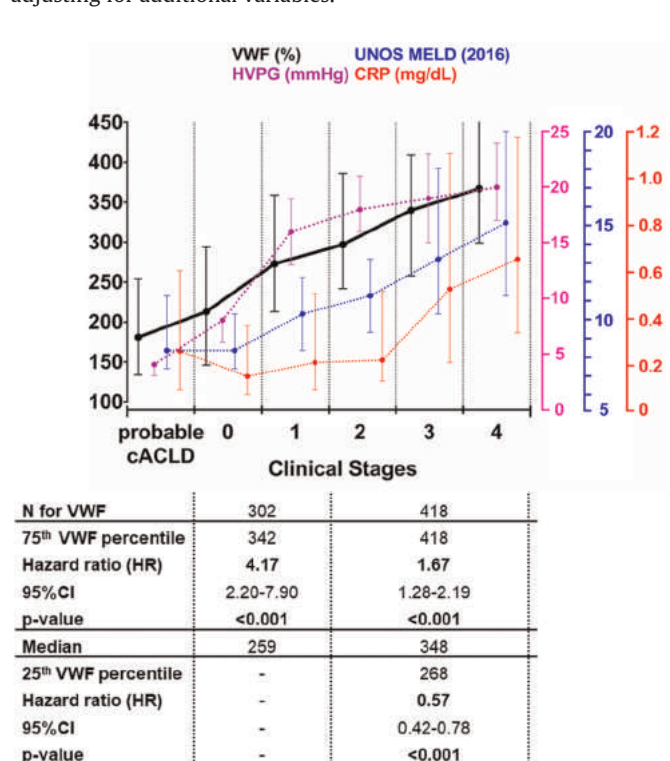 adjusting for additional variables.
VWF (%) UNOS MELD (2016)
HVPG (mmHg) CRP (mg/dL)
450 25 20 1.2
400 1.0
350 20
300 15 15 0.8
250 0.6
200 10 10 0.4
150 5 0.2
100 0 5 0
probable 0 1 2 3 4
cACLD
Clinical Stages
N for VWF 302 418
75th VWF percentile 342 418
Hazard ratio (HR) 4.17 1.67
95%CI 2.20-7.90 1.28-2.19
p-value <0.001 <0.001
Median 259 348
25th VWF percentile - 268
Hazard ratio (HR) - 0.57
95%CI - 0.42-0.78
p-value - <0.001